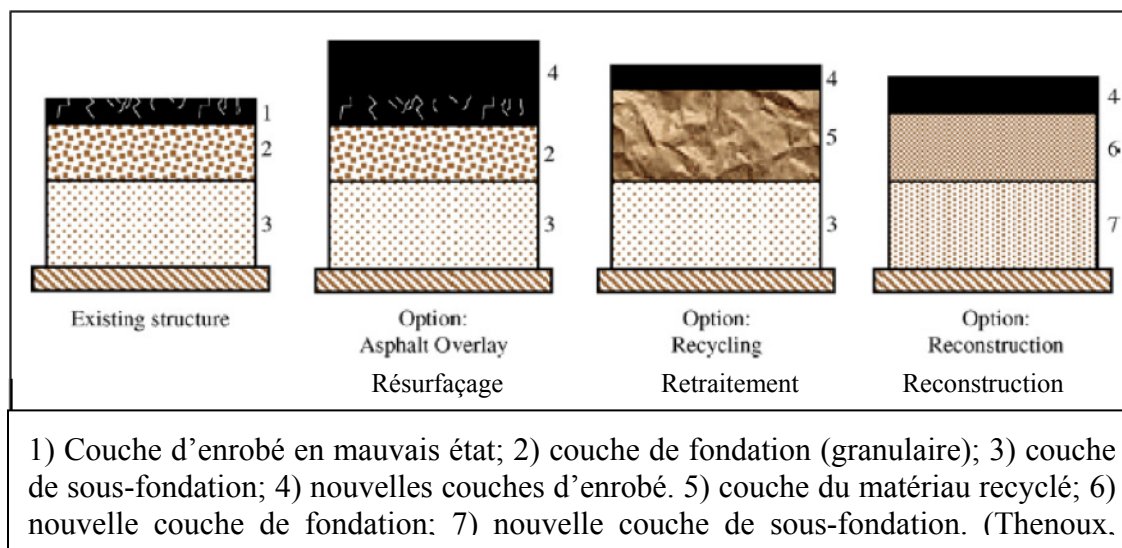 4
4
4
1
2
2
5
6
3
3
3
7
Existing structure
Option:
Asphalt Overlay
Option:
Recycling
Option:
Reconstruction
Résurfaçage
Retraitement
Reconstruction
1) Couche d’enrobé en mauvais état; 2) couche de fondation (granulaire); 3) couche
de sous-fondation; 4) nouvelles couches d’enrobé. 5) couche du matériau recyclé; 6)
nouvelle couche de fondation; 7) nouvelle couche de sous-fondation. (Thenoux,